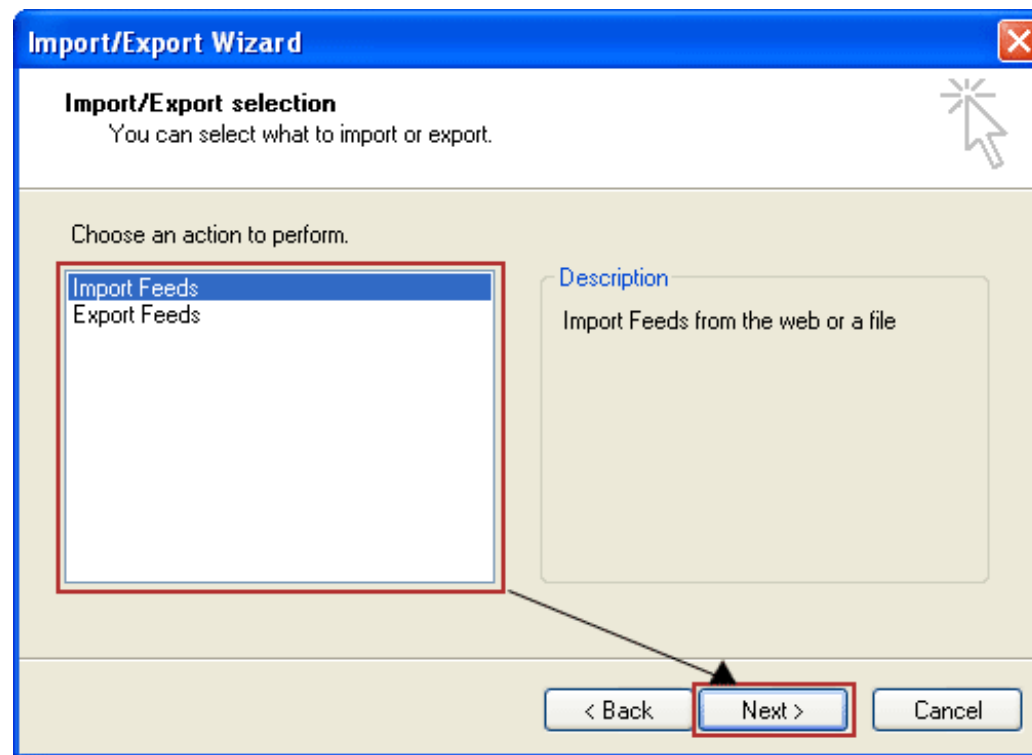 Import/Export Wizard
Import/Export selection
You can select what to import or export.
Choose an action to perform.
Import Feeds
Export Feeds
Description
Import Feeds from the web or a file
< Back
Next >
Cancel